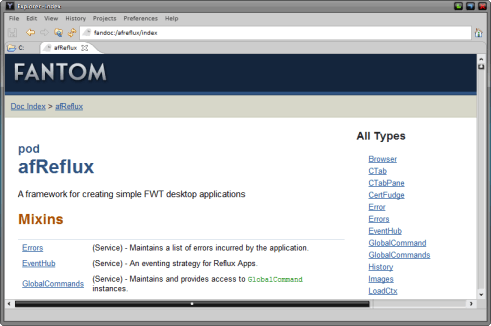 Explorer - Index
File Edit View History Projects Preferences Help
fandoc:/afreflux/index
C: afReflux
FANTOM
Doc Index > afReflux
pod
afReflux
A framework for creating simple FWT desktop applications
Mixins
Errors (Service) - Maintains a list of errors incurred by the application.
EventHub (Service) - An eventing strategy for Reflux Apps.
GlobalCommands (Service) - Maintains and provides access to GlobalCommand
instances.
All Types
Browser
CTab
CTabPane
CertFudge
Error
Errors
EventHub
GlobalCommand
GlobalCommands
History
Images
LoadCtx